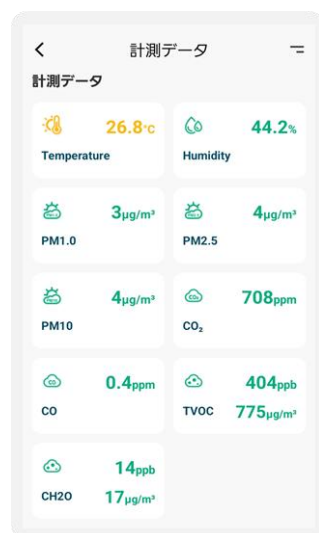 計測データ
計測データ
26.8°C
Temperature
44.2%
Humidity
3μg/m³
PM1.0
4μg/m³
PM2.5
4μg/m³
PM10
708ppm
CO₂
0.4ppm
CO
404ppb
TVOC 775μg/m³
14ppb
CH2O 17μg/m³